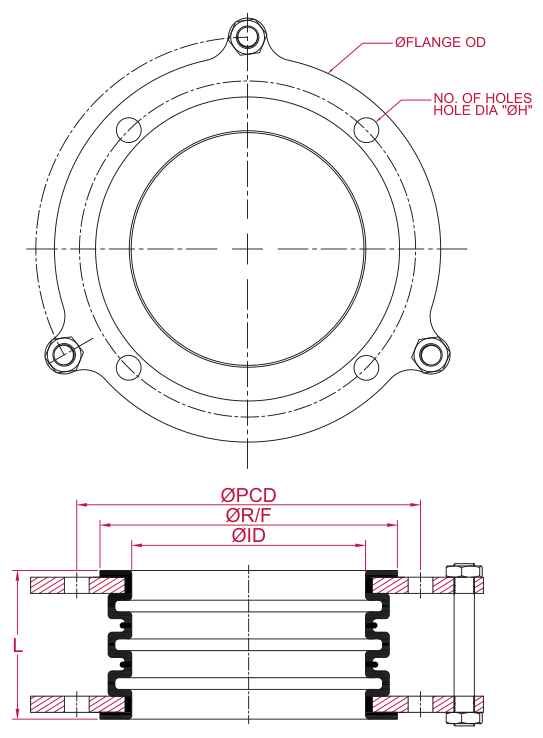 ØFLANGE OD
NO. OF HOLES
HOLE DIA "ØH"
ØPCD
ØR/F
ØID
L